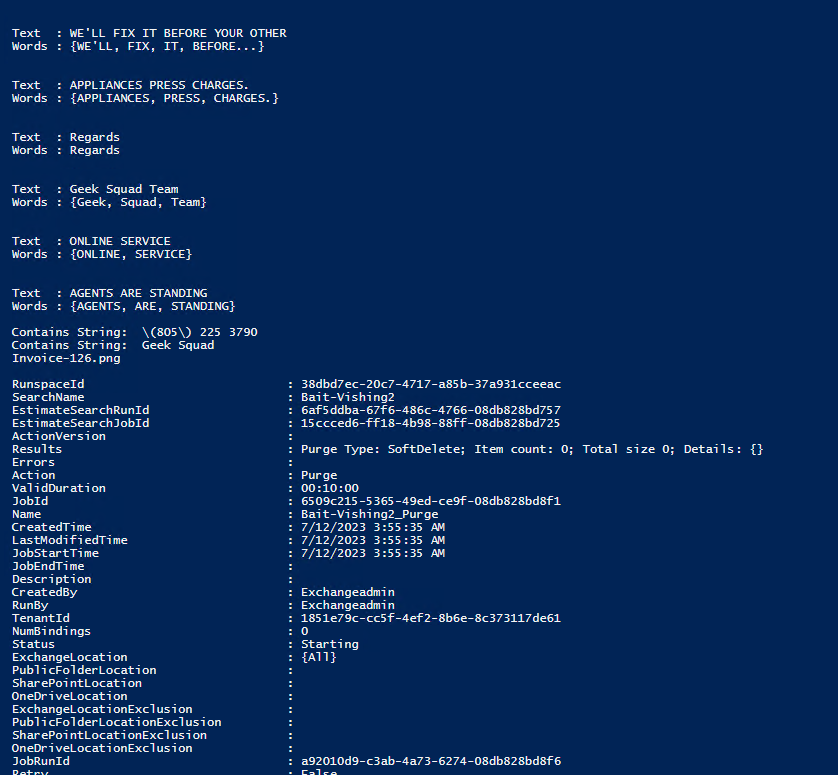 Text  : WE'LL FIX IT BEFORE YOUR OTHER
Words : {WE'LL, FIX, IT, BEFORE...}
Text  : APPLIANCES PRESS CHARGES.
Words : {APPLIANCES, PRESS, CHARGES.}
Text  : Regards
Words : Regards
Text  : Geek Squad Team
Words : {Geek, Squad, Team}
Text  : ONLINE SERVICE
Words : {ONLINE, SERVICE}
Text  : AGENTS ARE STANDING
Words : {AGENTS, ARE, STANDING}
Contains String:  \(805\) 225 3790
Contains String:  Geek Squad
Invoice-126.png
RunspaceId : 38dbd7ec-20c7-4717-a85b-37a931cceeac
SearchName : Bait-Vishing2
EstimateSearchRunId : 6af5ddba-67f6-486c-4766-08db828bd757
EstimateSearchJobId : 15ccced6-ff18-4b98-88ff-08db828bd725
ActionVersion :
Results : Purge Type: SoftDelete; Item count: 0; Total size 0; Details: {}
Errors :
Action : Purge
ValidDuration : 00:10:00
JobId : 6509c215-5365-49ed-ce9f-08db828bd8f1
Name : Bait-Vishing2_Purge
CreatedTime : 7/12/2023 3:55:35 AM
LastModifiedTime : 7/12/2023 3:55:35 AM
JobStartTime : 7/12/2023 3:55:35 AM
JobEndTime :
Description :
CreatedBy : Exchangeadmin
RunBy : Exchangeadmin
TenantId : 1851e79c-cc5f-4ef2-8b6e-8c373117de61
NumBindings : 0
Status : Starting
ExchangeLocation : {All}
PublicFolderLocation :
SharePointLocation :
OneDriveLocation :
ExchangeLocationExclusion :
PublicFolderLocationExclusion :
SharePointLocationExclusion :
OneDriveLocationExclusion :
JobRunId : a92010d9-c3ab-4a73-6274-08db828bd8f6
Retry : False